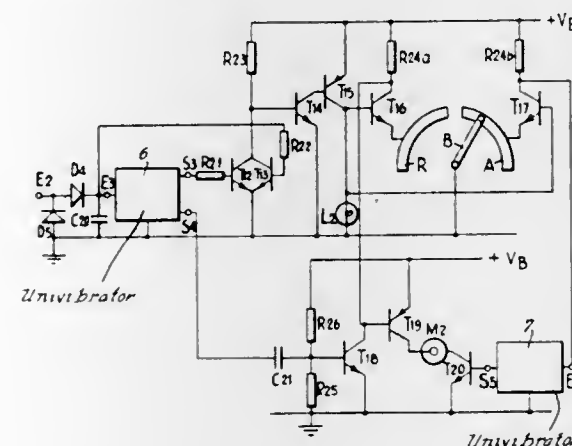 +V
R23
R24a
R24b
T15
T14
T16
T17
B
R
A
6
D4
E2
E3
S3
R21
R22
T12
T13
C20
D5
S4
L2
+ VB
Univibrator
R26
T19
M2
7
T18
T20
S5
E
C21
R25
Univibrato